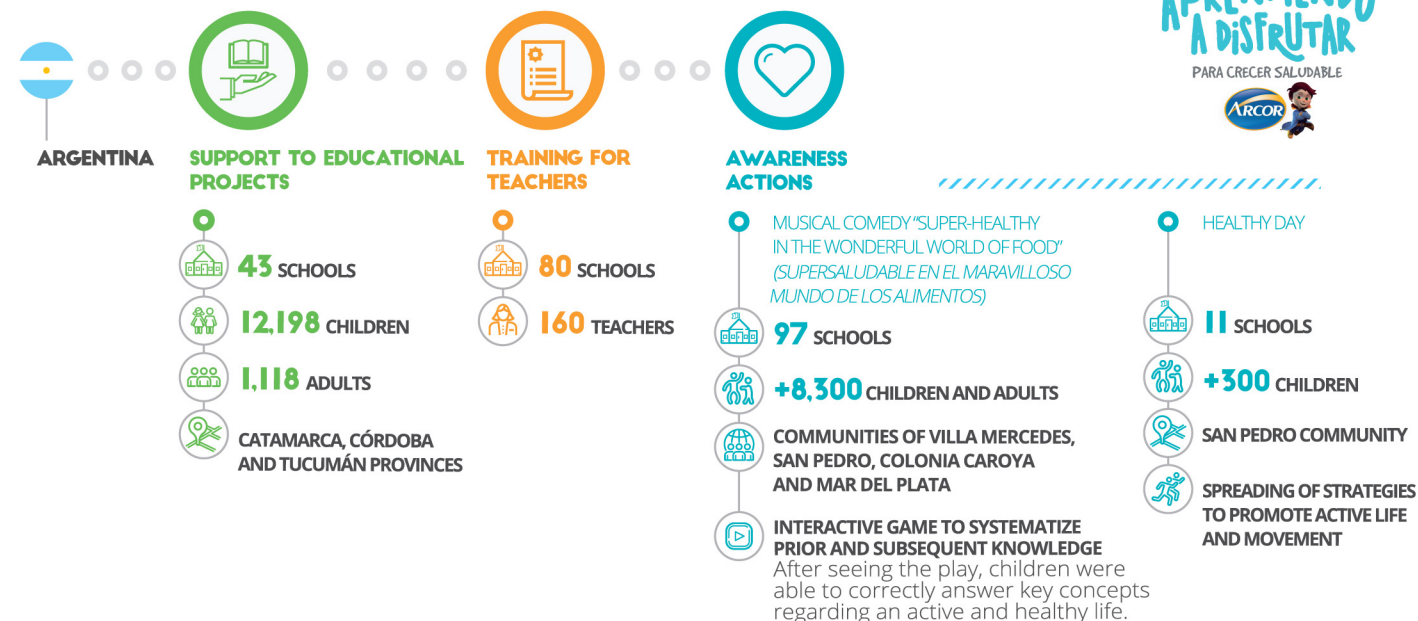 APRENDIENDO
A DiSFRUTAR
PARA CRECER SALUDABLE
ARCOR
ARGENTINA
SUPPORT TO EDUCATIONAL
PROJECTS
43 SCHOOLS
12,198 CHILDREN
1,118 ADULTS
CATAMARCA, CÓRDOBA
AND TUCUMÁN PROVINCES
TRAINING FOR
TEACHERS
80 SCHOOLS
160 TEACHERS
AWARENESS
ACTIONS
MUSICAL COMEDY “SUPER-HEALTHY
IN THE WONDERFUL WORLD OF FOOD”
(SUPERSALUDABLE EN EL MARAVILLOSO
MUNDO DE LOS ALIMENTOS)
97 SCHOOLS
+8,300 CHILDREN AND ADULTS
COMMUNITIES OF VILLA MERCEDES,
SAN PEDRO, COLONIA CAROYA
AND MAR DEL PLATA
INTERACTIVE GAME TO SYSTEMATIZE
PRIOR AND SUBSEQUENT KNOWLEDGE
After seeing the play, children were
able to correctly answer key concepts
regarding an active and healthy life.
HEALTHY DAY
11 SCHOOLS
+300 CHILDREN
SAN PEDRO COMMUNITY
SPREADING OF STRATEGIES
TO PROMOTE ACTIVE LIFE
AND MOVEMENT